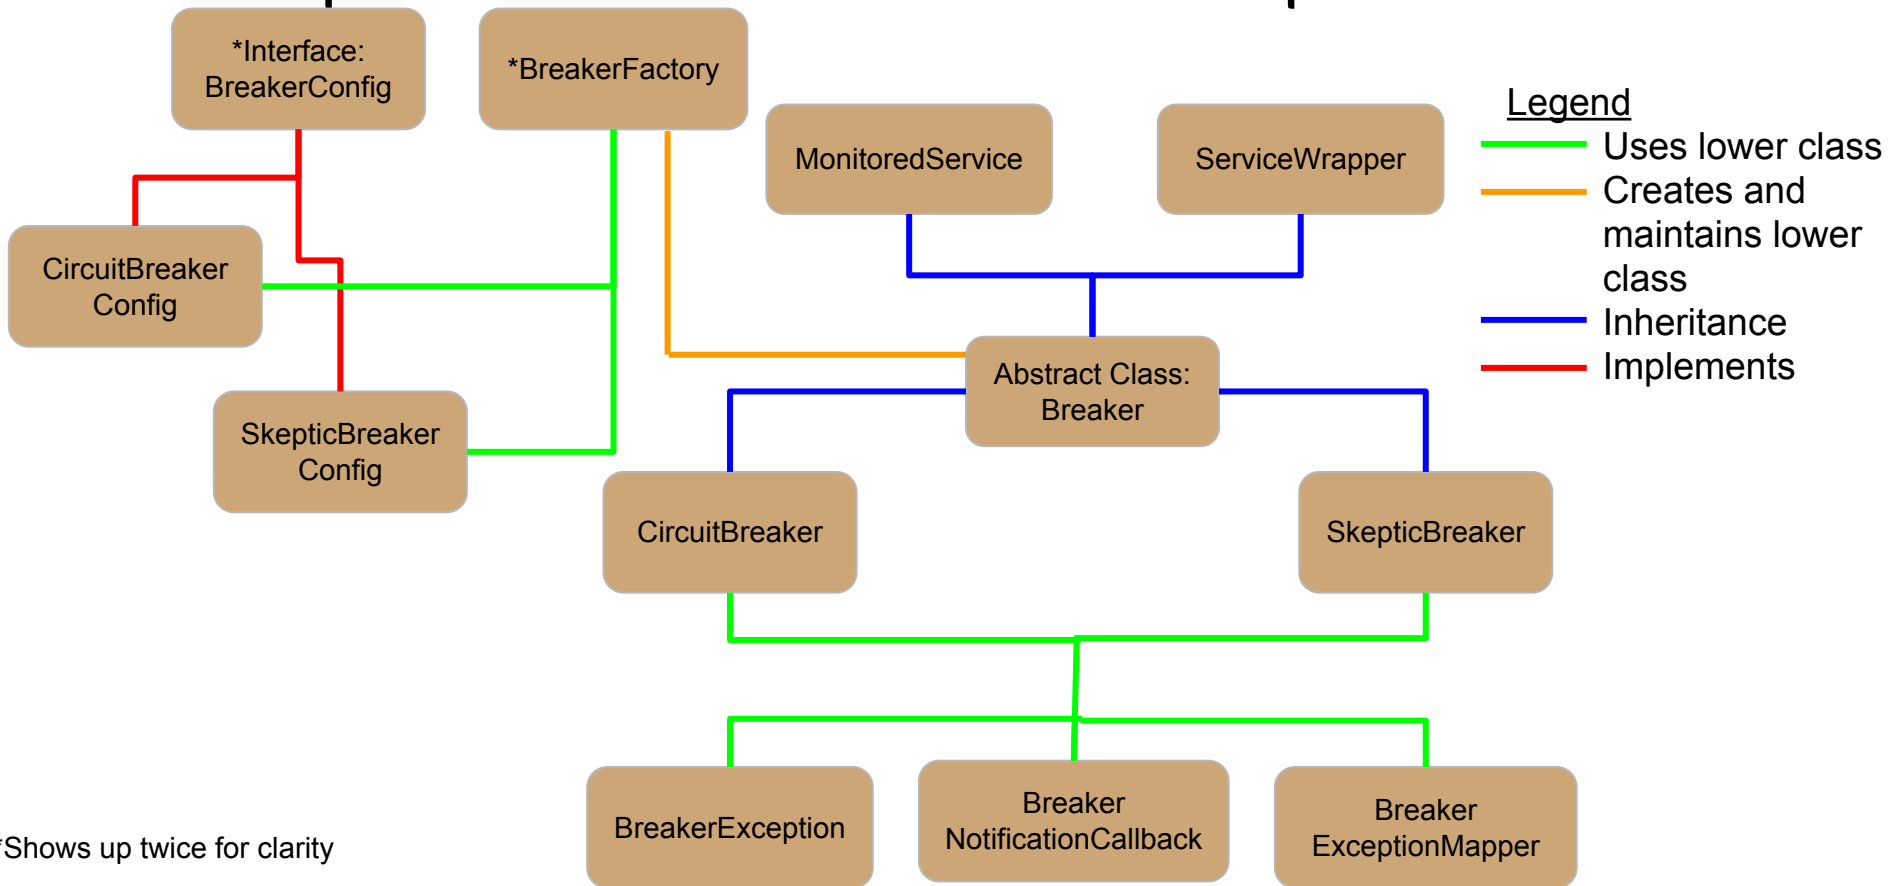 *Interface:
BreakerConfig
*BreakerFactory
MonitoredService
ServiceWrapper
Legend
Uses lower class
Creates and
maintains lower
class
Inheritance
Implements
CircuitBreaker
Config
SkepticBreaker
Config
Abstract Class:
Breaker
CircuitBreaker
SkepticBreaker
BreakerException
Breaker
NotificationCallback
Breaker
ExceptionMapper
*Shows up twice for clarity